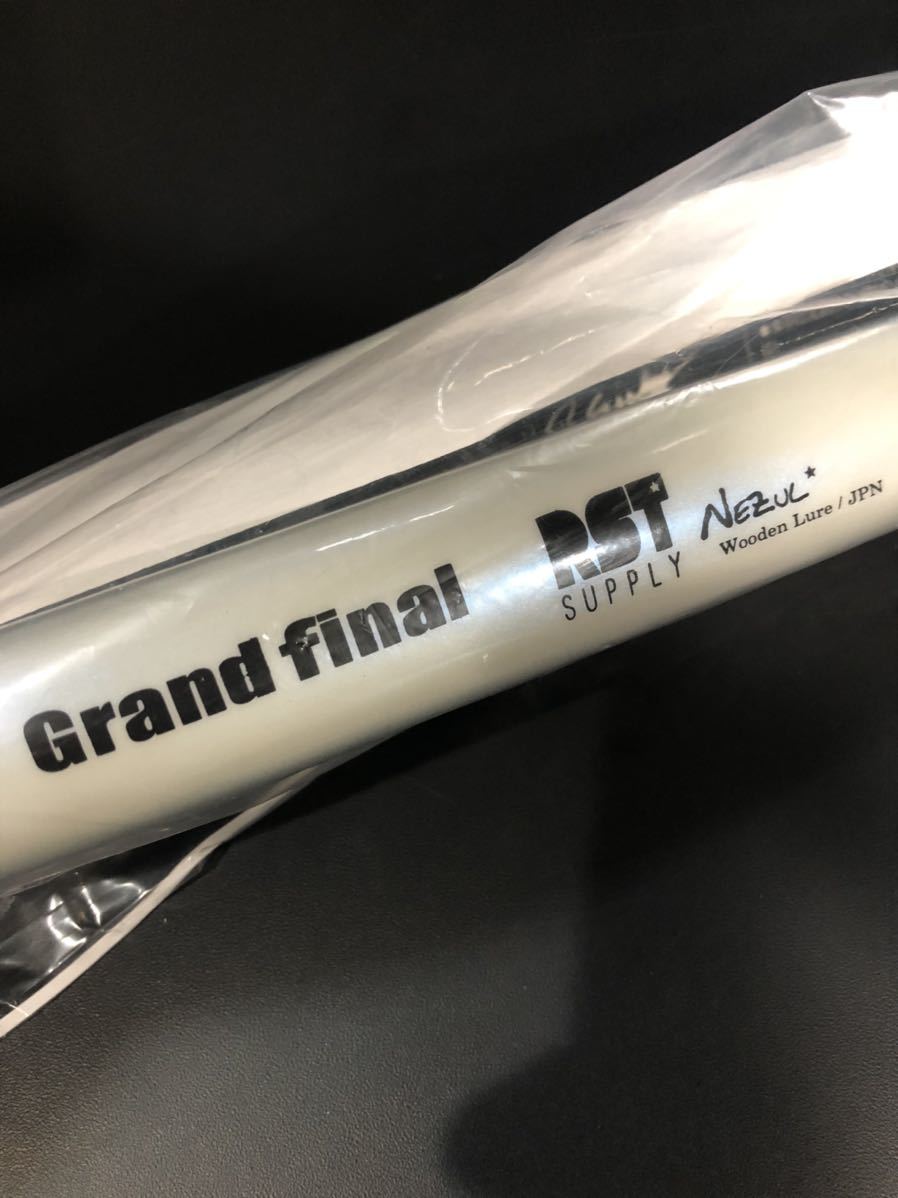 Grand final
RST
SUPPLY
NEZUL
Wooden Lure / JPN